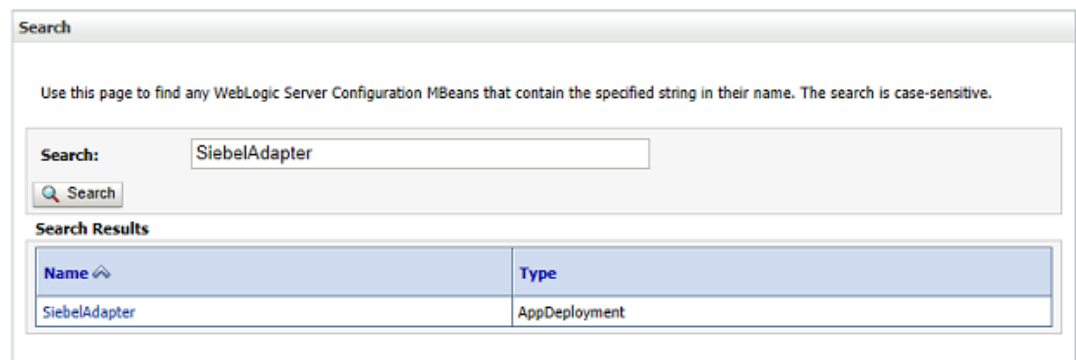 Search
Use this page to find any WebLogic Server Configuration MBeans that contain the specified string in their name. The search is case-sensitive.
Search: SiebelAdapter
Search
Search Results
Name Type
SiebelAdapter AppDeployment